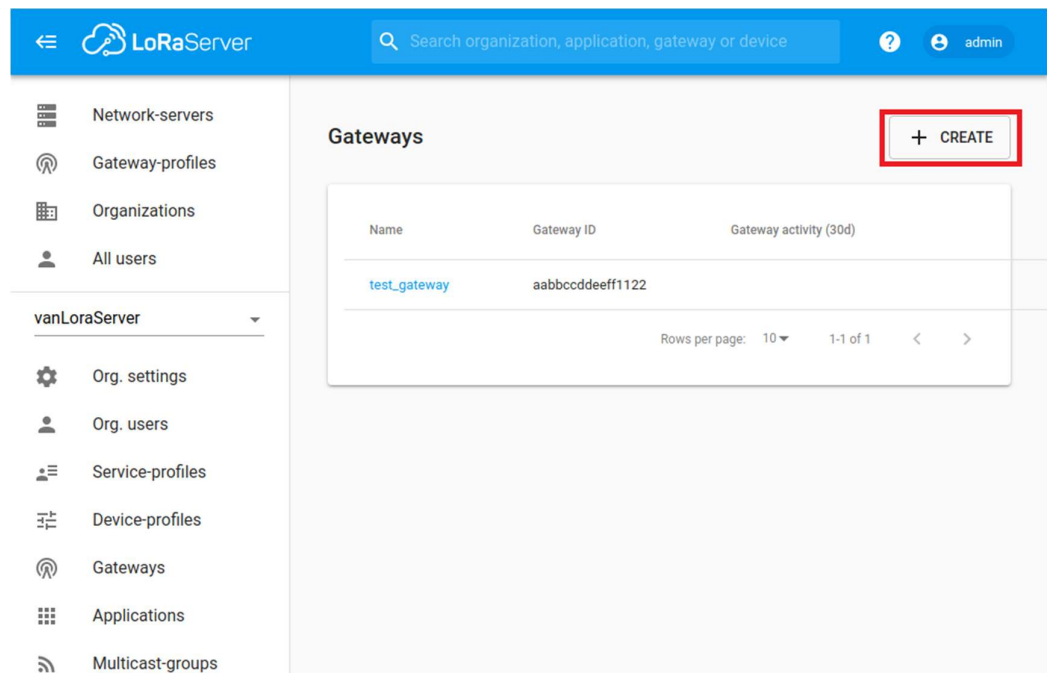 LoRaServer
Search organization, application, gateway or device
? admin
Network-servers
Gateway-profiles
Organizations
All users
vanLoraServer
Org. settings
Org. users
Service-profiles
Device-profiles
Gateways
Applications
Multicast-groups
Gateways
+ CREATE
Name Gateway ID Gateway activity (30d)
test_gateway aabbccddeeff1122
Rows per page: 10 1-1 of 1 < >